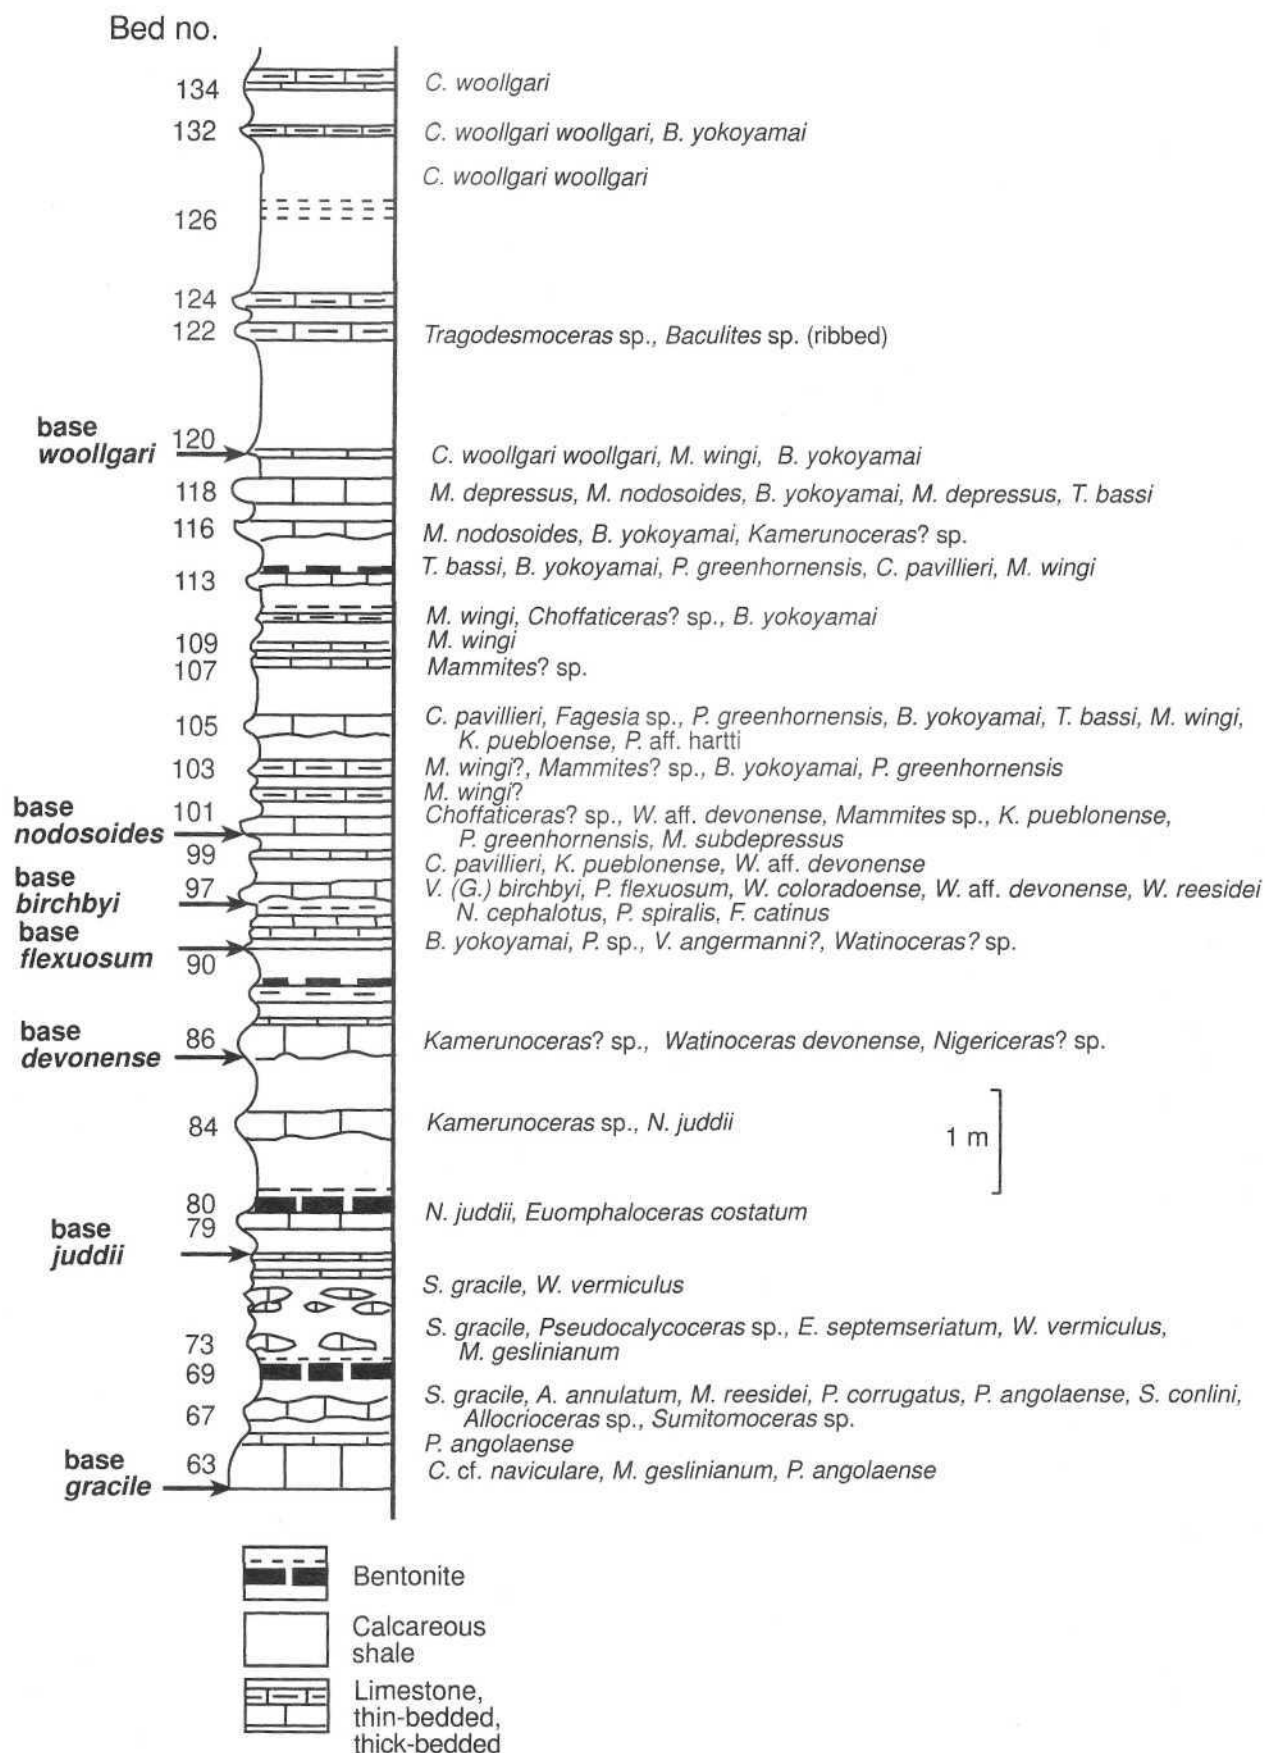 Bed no.
134 C. woollgari
132 C. woollgari woollgari, B. yokoyamai
C. woollgari woollgari
126
124
122 Tragodesmoceras sp., Baculites sp. (ribbed)
base
woollgari
120 C. woollgari woollgari, M. wingi, B. yokoyamai
118 M. depressus, M. nodosoides, B. yokoyamai, M. depressus, T. bassi
116 M. nodosoides, B. yokoyamai, Kamerunoceras? sp.
113 T. bassi, B. yokoyamai, P. greenhornensis, C. pavillieri, M. wingi
M. wingi, Choffaticeras? sp., B. yokoyamai
109 M. wingi
107 Mammites? sp.
105 C. pavillieri, Fagesia sp., P. greenhornensis, B. yokoyamai, T. bassi, M. wingi,
K. puebloense, P. aff. hartti
103 M. wingi?, Mammites? sp., B. yokoyamai, P. greenhornensis
M. wingi?
base
nodosoides
101 Choffaticeras? sp., W. aff. devonense, Mammites sp., K. pueblonense,
P. greenhornensis, M. subdepressus
99 C. pavillieri, K. pueblonense, W. aff. devonense
base
birchbyi
97 V. (G.) birchbyi, P. flexuosum, W. coloradoense, W. aff. devonense, W. reesidei
N. cephalotus, P. spiralis, F. catinus
base
flexuosum
90 B. yokoyamai, P. sp., V. angermanni?, Watinoceras? sp.
base
devonense
86 Kamerunoceras? sp., Watinoceras devonense, Nigericeras? sp.
84 Kamerunoceras sp., N. juddii
1 m
80
79 N. juddii, Euomphaloceras costatum
base
juddii
S. gracile, W. vermiculus
73 S. gracile, Pseudocalycoceras sp., E. septemseriatum, W. vermiculus,
M. geslinianum
69
67 S. gracile, A. annulatum, M. reesidei, P. corrugatus, P. angolaense, S. conlini,
Allocrioceras sp., Sumitomoceras sp.
P. angolaense
base
gracile
63 C. cf. naviculare, M. geslinianum, P. angolaense
Bentonite
Calcareous
shale
Limestone,
thin-bedded,
thick-bedded